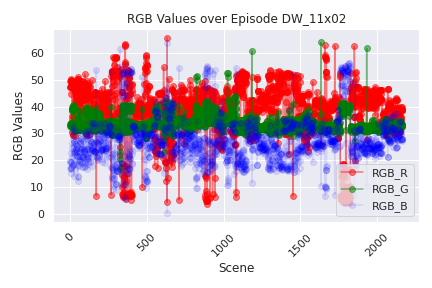 RGB Values over Episode DW_11x02
RGB Values
60
50
40
30
20
10
0
0
500
1000
1500
2000
Scene
RGB_R
RGB_G
RGB_B